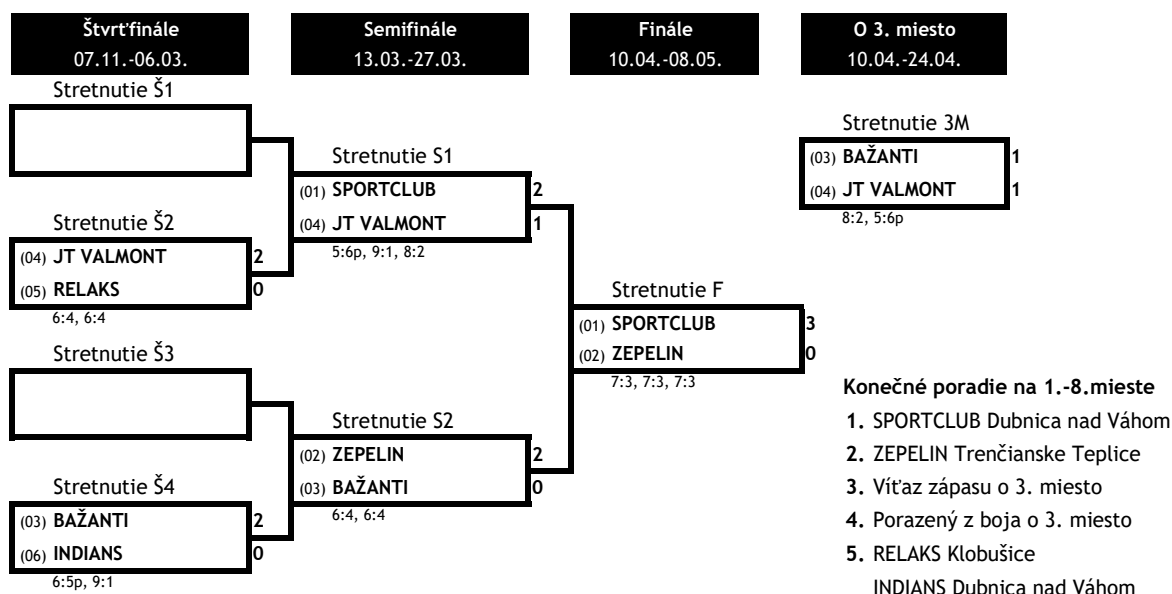 Štvrťfinále
07.11.-06.03.
Semifinále
13.03.-27.03.
Finále
10.04.-08.05.
O 3. miesto
10.04.-24.04.
Stretnutie Š1
Stretnutie Š2
(04) JT VALMONT 2
(05) RELAKS 0
6:4, 6:4
Stretnutie Š3
Stretnutie Š4
(03) BAŽANTI 2
(06) INDIANS 0
6:5p, 9:1
Stretnutie S1
(01) SPORTCLUB 2
(04) JT VALMONT 1
5:6p, 9:1, 8:2
Stretnutie S2
(02) ZEPELIN 2
(03) BAŽANTI 0
6:4, 6:4
Stretnutie F
(01) SPORTCLUB 3
(02) ZEPELIN 0
7:3, 7:3, 7:3
Stretnutie 3M
(03) BAŽANTI 1
(04) JT VALMONT 1
8:2, 5:6p
Konečné poradie na 1.-8.mieste
1. SPORTCLUB Dubnica nad Váhom
2. ZEPELIN Trenčianske Teplice
3. Víťaz zápasu o 3. miesto
4. Porazený z boja o 3. miesto
5. RELAKS Klobušice
INDIANS Dubnica nad Váhom